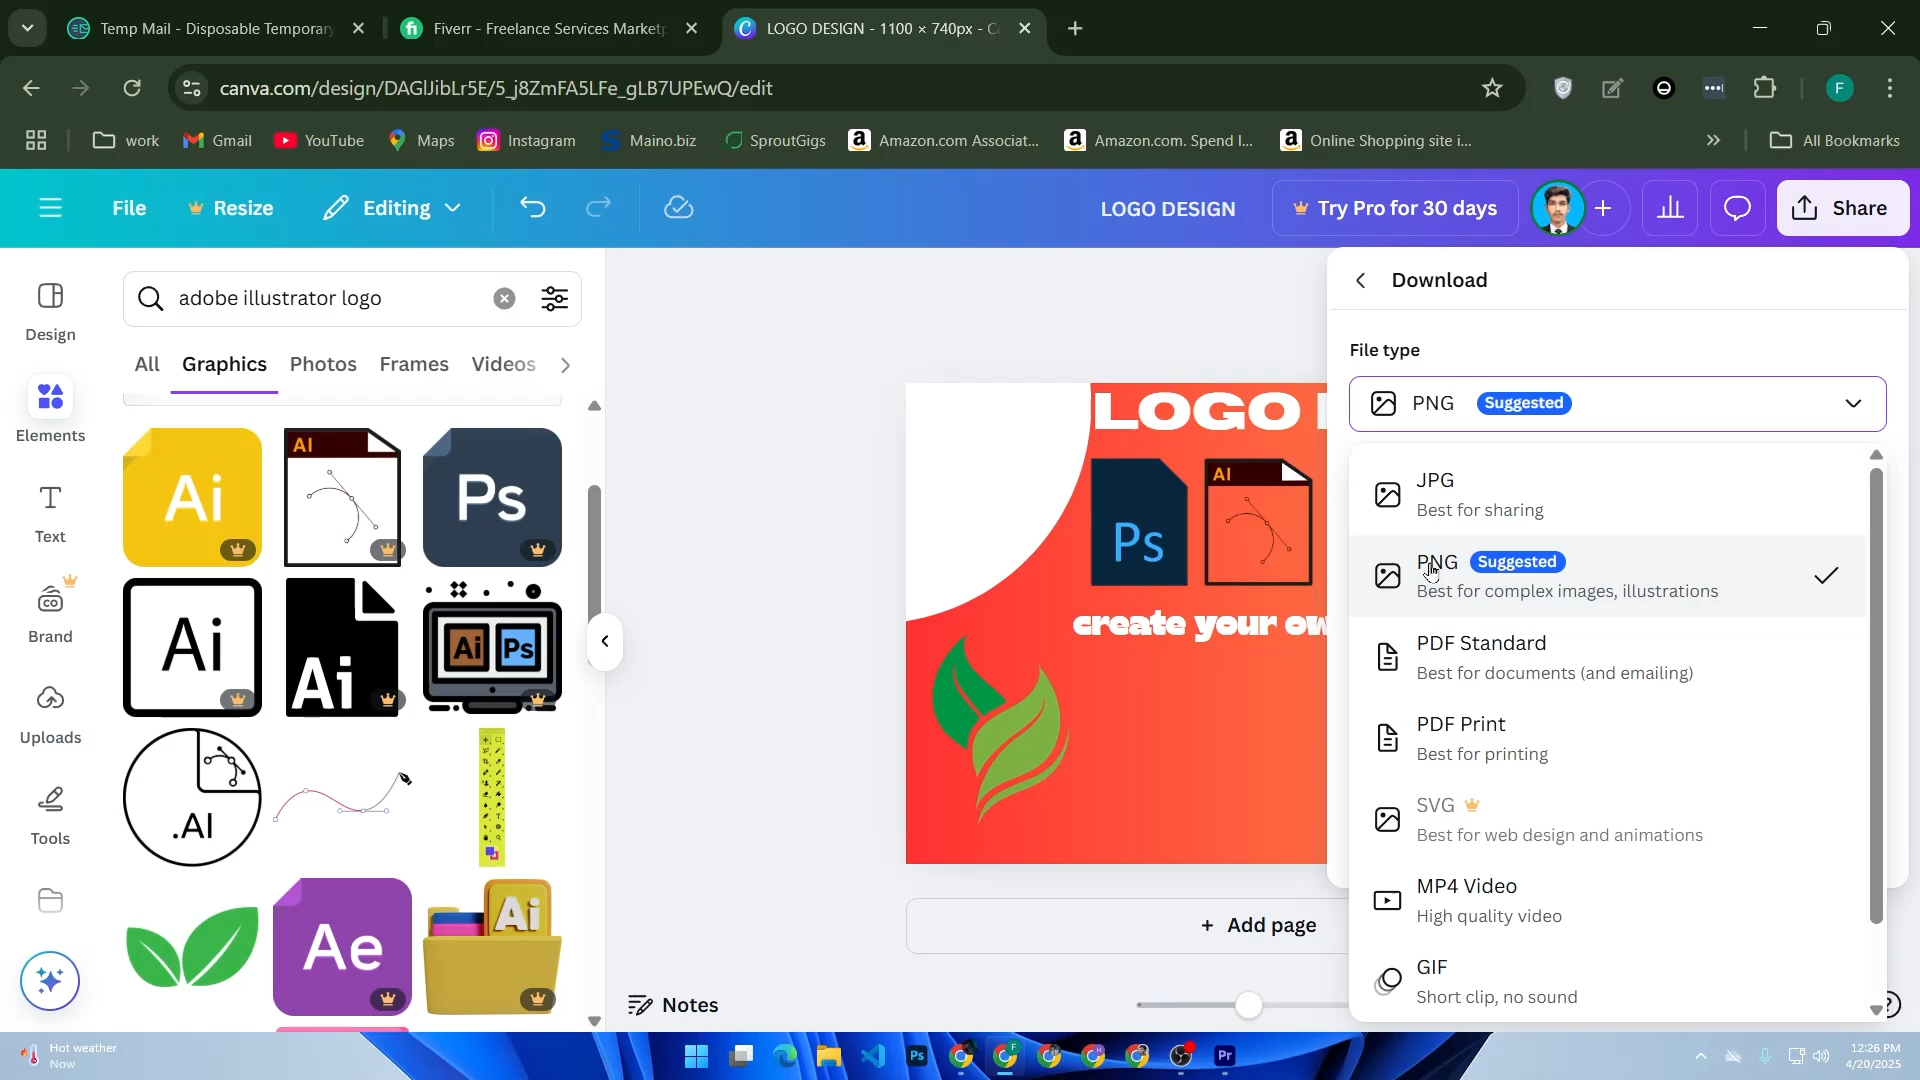 Temp Mail - Disposable Temporary
Fiverr - Freelance Services Marketp
LOGO DESIGN - 1100 × 740px - C
canva.com/design/DAGlJibLr5E/5_j8ZmFA5LFe_gLB7UPEwQ/edit
F
work
Gmail
YouTube
Maps
Instagram
Maino.biz
SproutGigs
Amazon.com Associat...
Amazon.com. Spend I...
Online Shopping site i...
All Bookmarks
File
Resize
Editing
LOGO DESIGN
Try Pro for 30 days
Share
Design
Elements
Text
Brand
Uploads
Tools
adobe illustrator logo
All
Graphics
Photos
Frames
Videos
Ai
AI
Ps
Ai
Ai
Ai
Ps
.AI
Ae
Ai
LOGO
Ps
AI
create your ow
Add page
Notes
Download
File type
PNG
Suggested
JPG
Best for sharing
PNG
Suggested
Best for complex images, illustrations
PDF Standard
Best for documents (and emailing)
PDF Print
Best for printing
SVG
Best for web design and animations
MP4 Video
High quality video
GIF
Short clip, no sound
Hot weather
Now
Ps
Pr
12:26 PM
4/20/2025